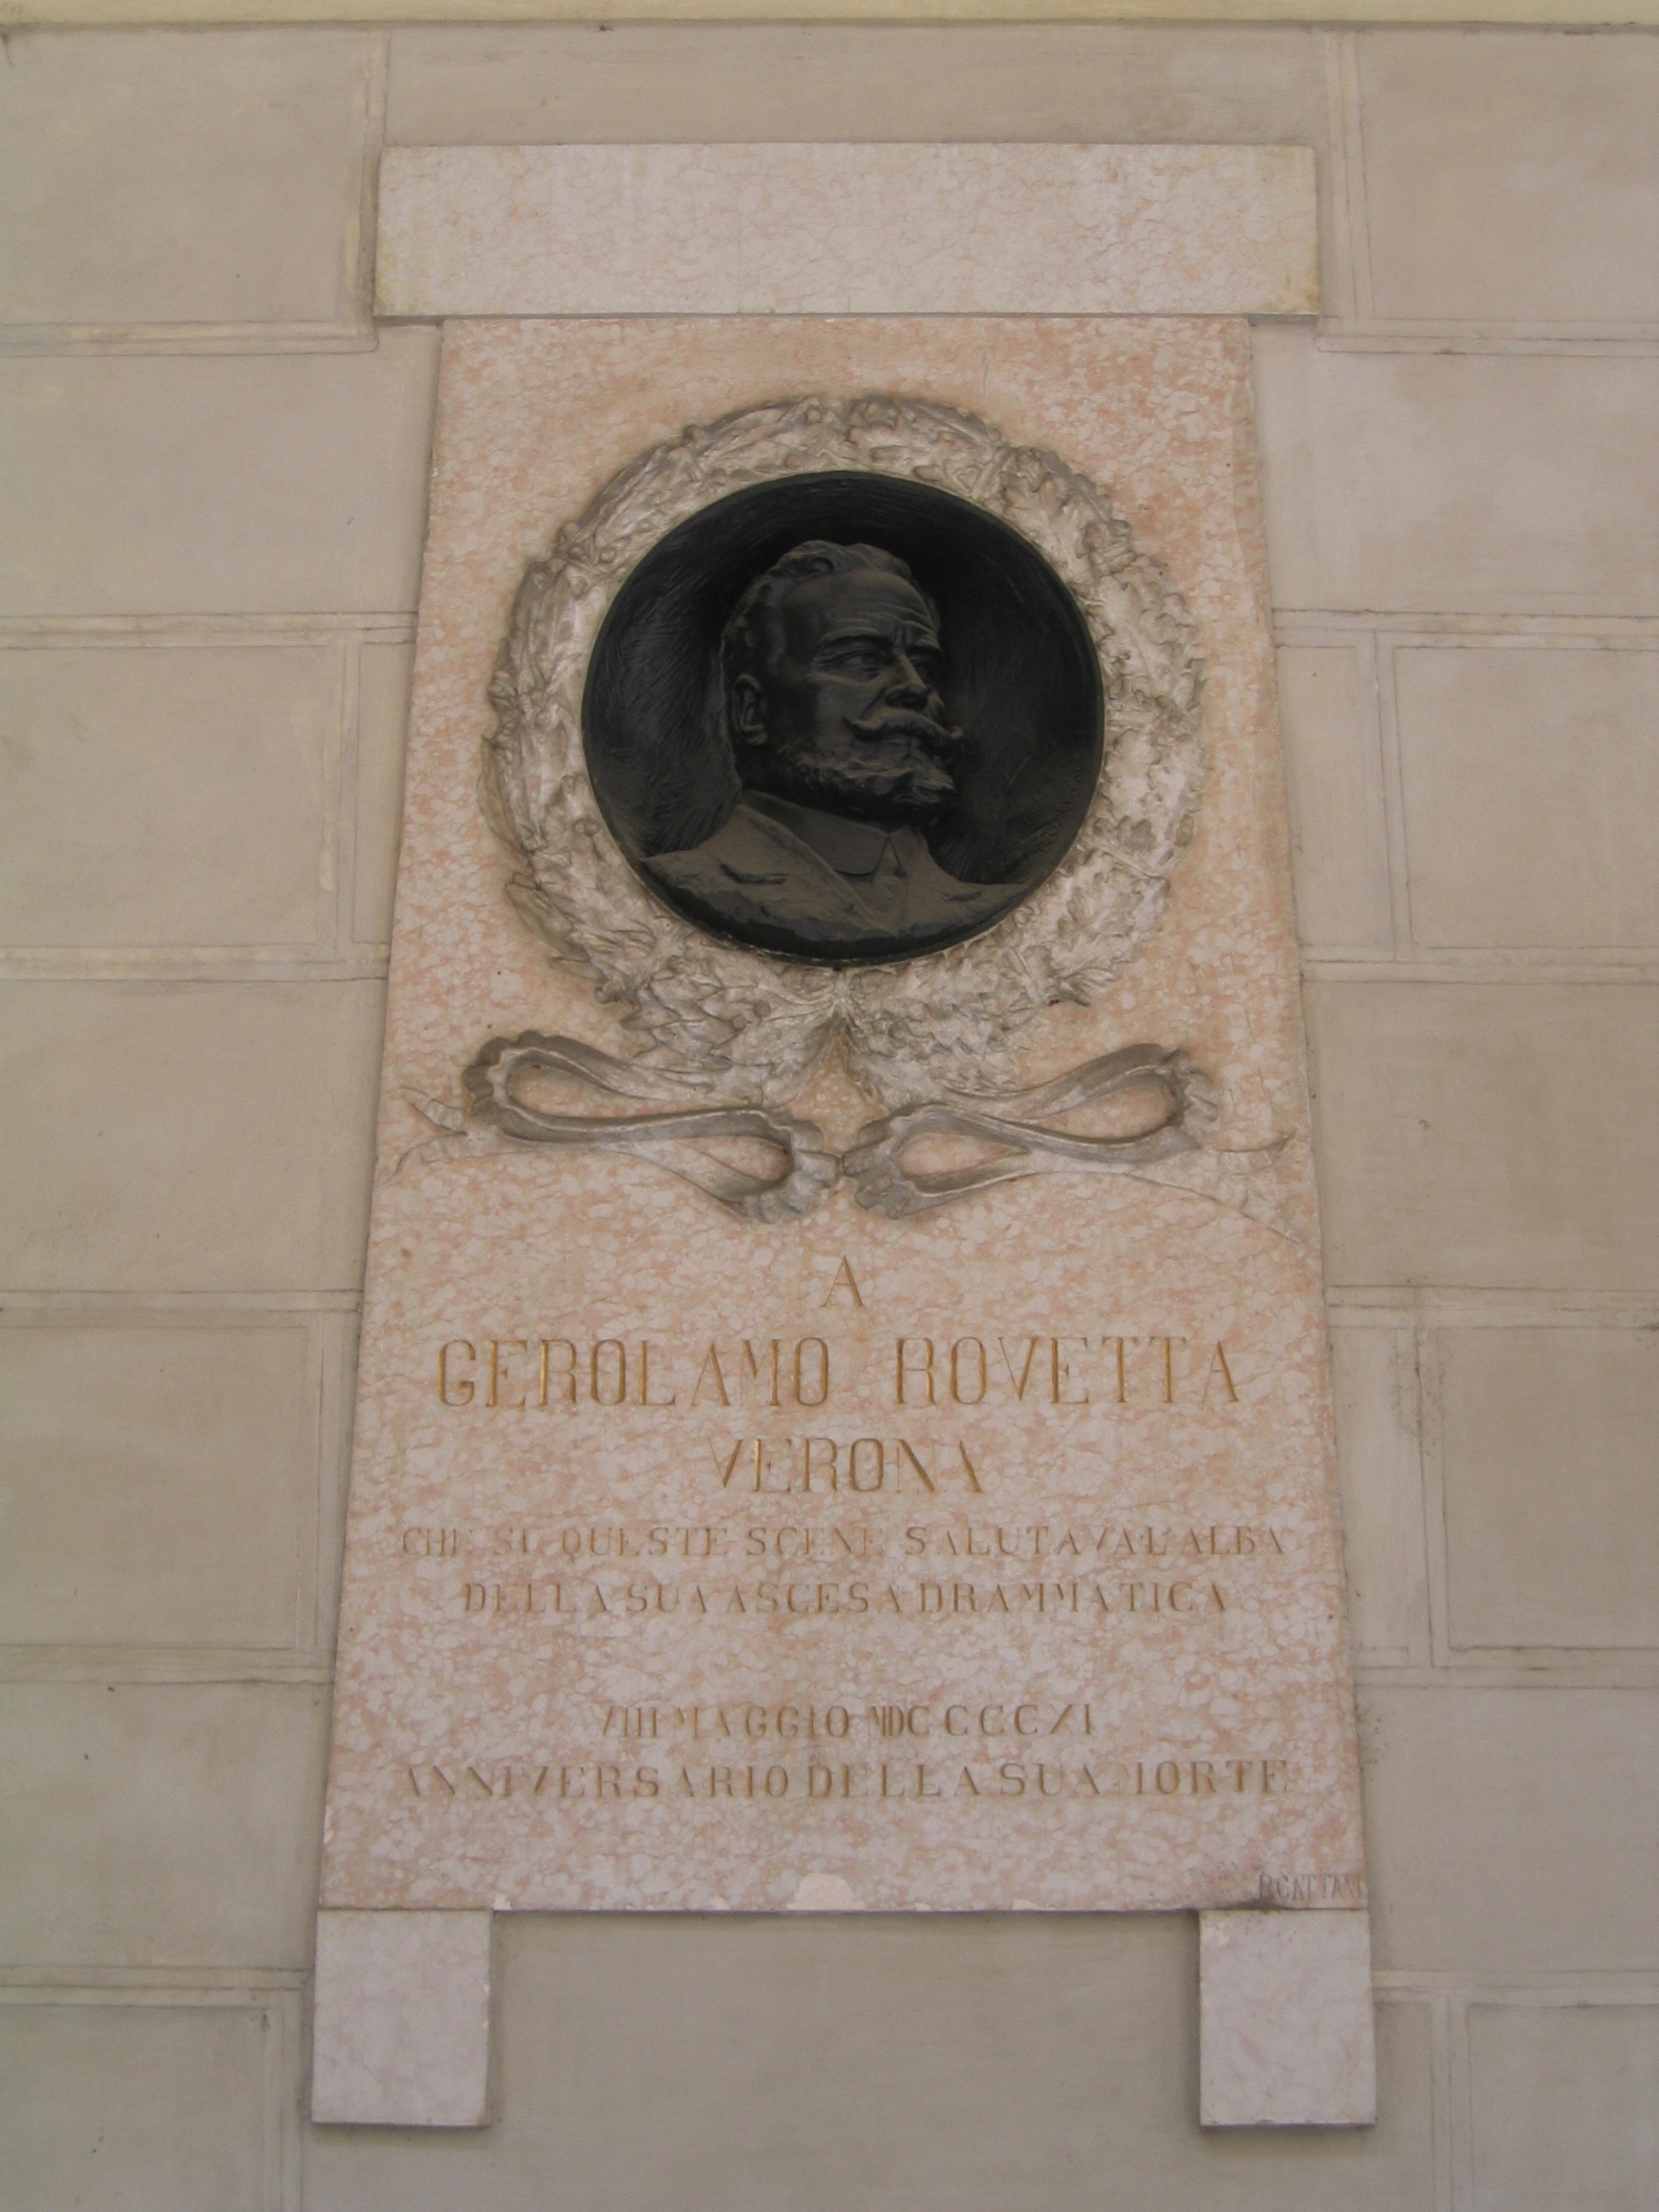 A
GEROLAMO ROVETTA
VERONA
CHE SU QUESTE SCENE SALUTAVA L'ALBA
DELLA SUA ASCESA DRAMMATICA
VIII MAGGIO MDCCCCXI
ANNIVERSARIO DELLA SUA MORTE
P. CATTANI